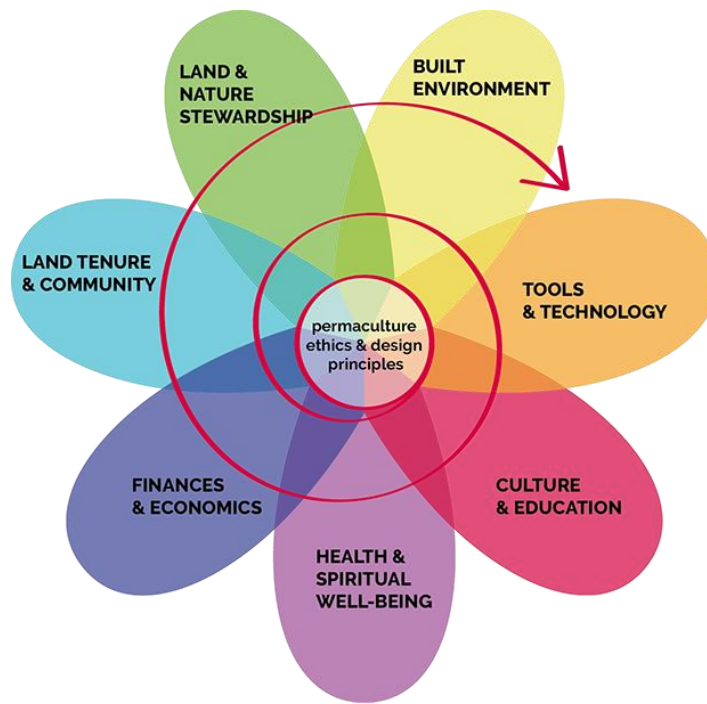 LAND &
NATURE
STEWARDSHIP
BUILT
ENVIRONMENT
LAND TENURE
& COMMUNITY
TOOLS
& TECHNOLOGY
permaculture
ethics & design
principles
FINANCES
& ECONOMICS
CULTURE
& EDUCATION
HEALTH &
SPIRITUAL
WELL-BEING